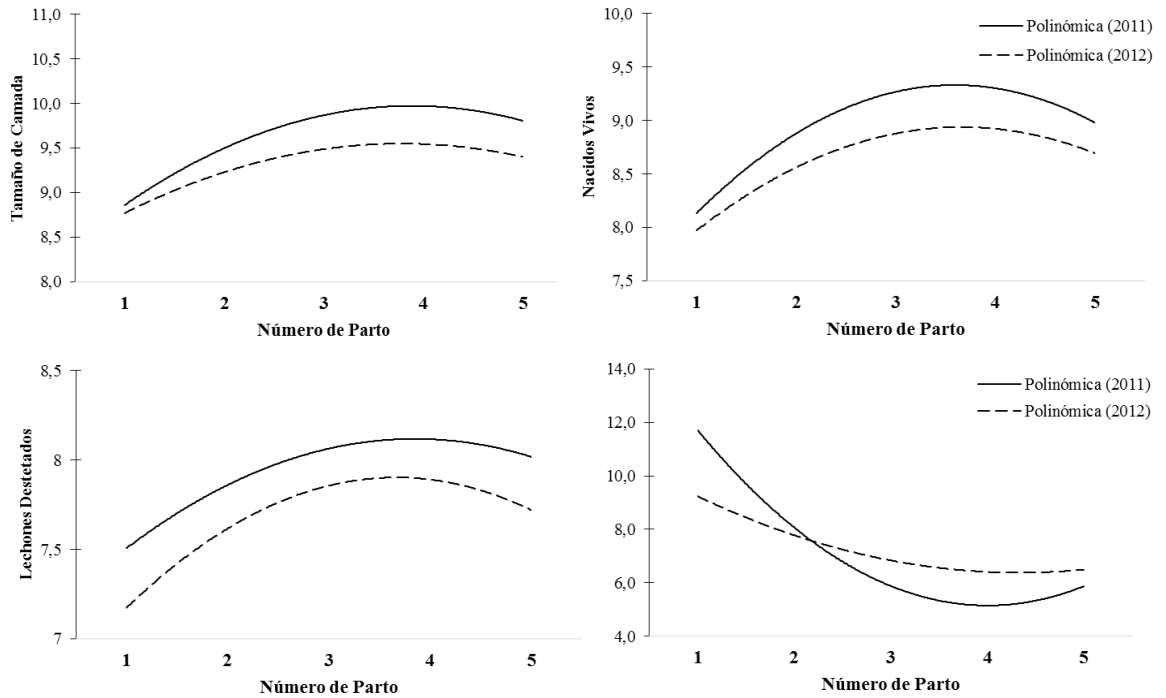 Tamaño de Camada
11,0
10,5
10,0
9,5
9,0
8,5
8,0
1 2 3 4 5
Número de Parto
Nacidos Vivos
10,0
9,5
9,0
8,5
8,0
7,5
1 2 3 4 5
Número de Parto
Polinómica (2011)
Polinómica (2012)
Lechones Destetados
8,5
8
7,5
7
1 2 3 4 5
Número de Parto
14,0
12,0
10,0
8,0
6,0
4,0
1 2 3 4 5
Número de Parto
Polinómica (2011)
Polinómica (2012)